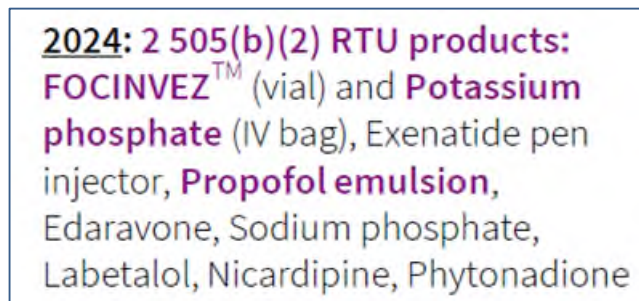 2024: 2 505(b)(2) RTU products:
FOCINVEZ™ (vial) and Potassium
phosphate (IV bag), Exenatide pen
injector, Propofol emulsion,
Edaravone, Sodium phosphate,
Labetalol, Nicardipine, Phytonadione